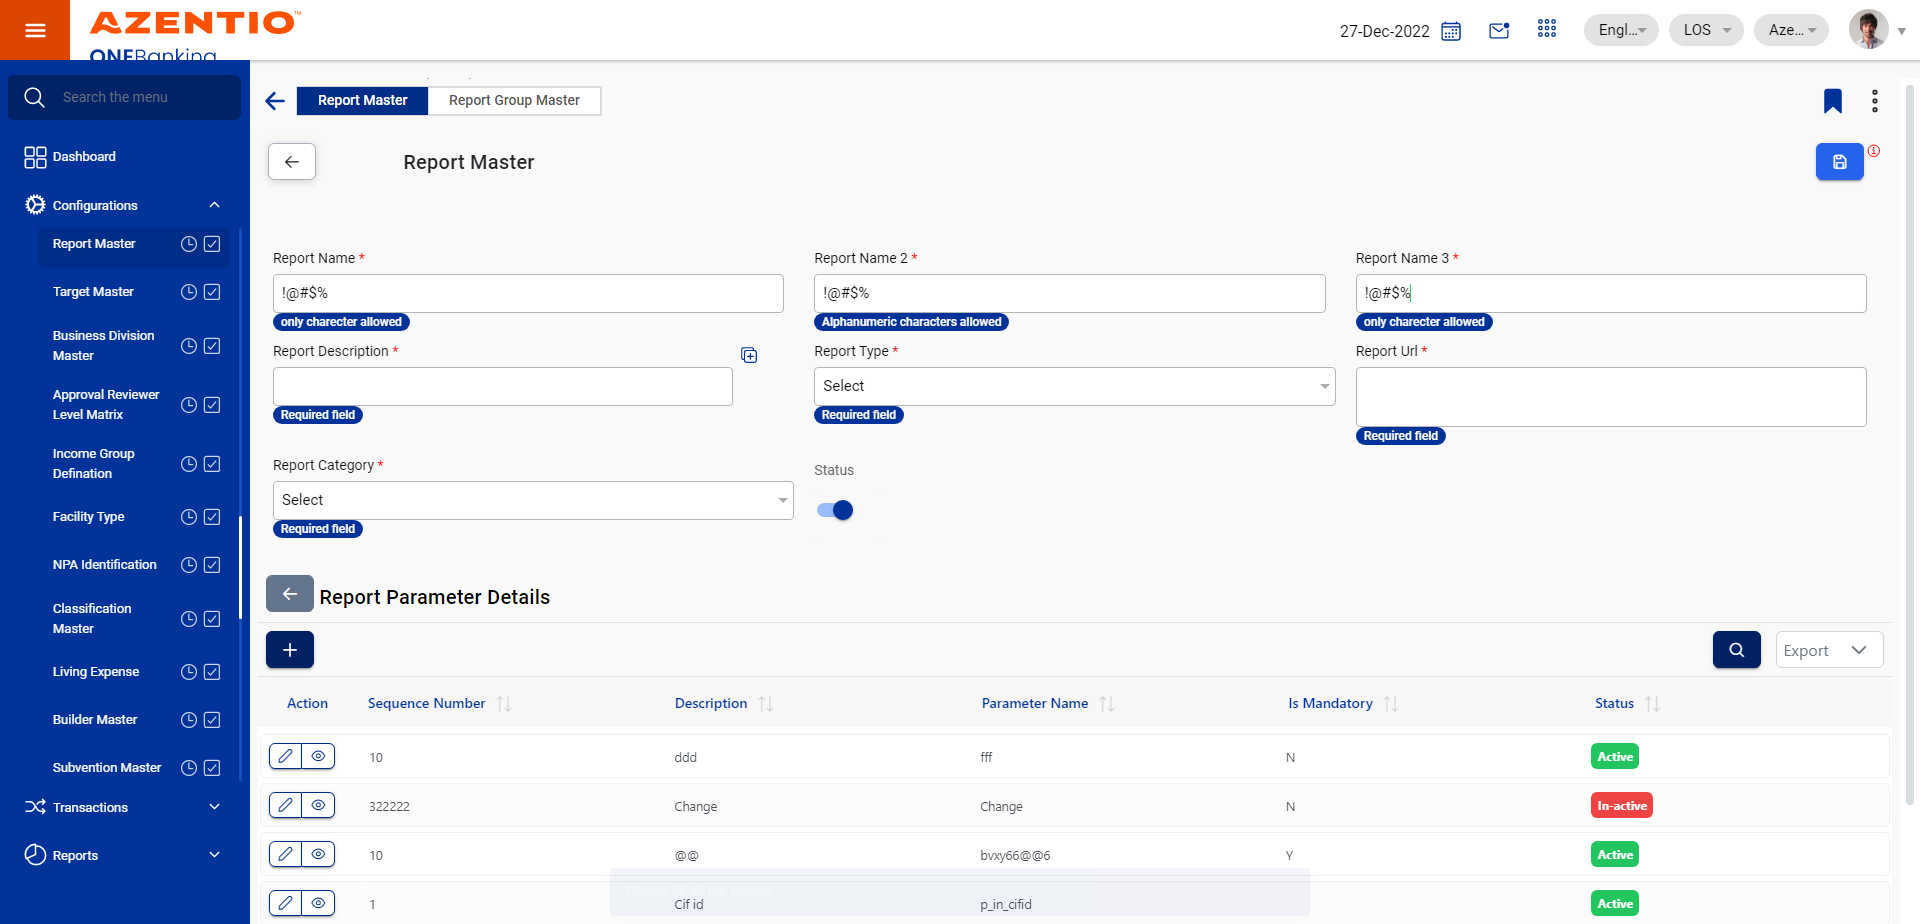 AZENTIO™
ONEBanking
27-Dec-2022
Engl...
LOS
Aze...
Search the menu
Dashboard
Configurations
Report Master
Target Master
Business Division
Master
Approval Reviewer
Level Matrix
Income Group
Defination
Facility Type
NPA Identification
Classification
Master
Living Expense
Builder Master
Subvention Master
Transactions
Reports
Report Master
Report Group Master
Report Master
Report Name *
!@#$%
only charecter allowed
Report Name 2 *
!@#$%
Alphanumeric characters allowed
Report Name 3 *
!@#$%
only charecter allowed
Report Description *
Required field
Report Type *
Select
Required field
Report Url *
Required field
Report Category *
Select
Required field
Status
Report Parameter Details
Export
Action Sequence Number Description Parameter Name Is Mandatory Status
10 ddd fff N Active
322222 Change Change N In-active
10 @@ bvxy66@@6 Y Active
Please fill all the details
1 Cif id p_in_cifid Active